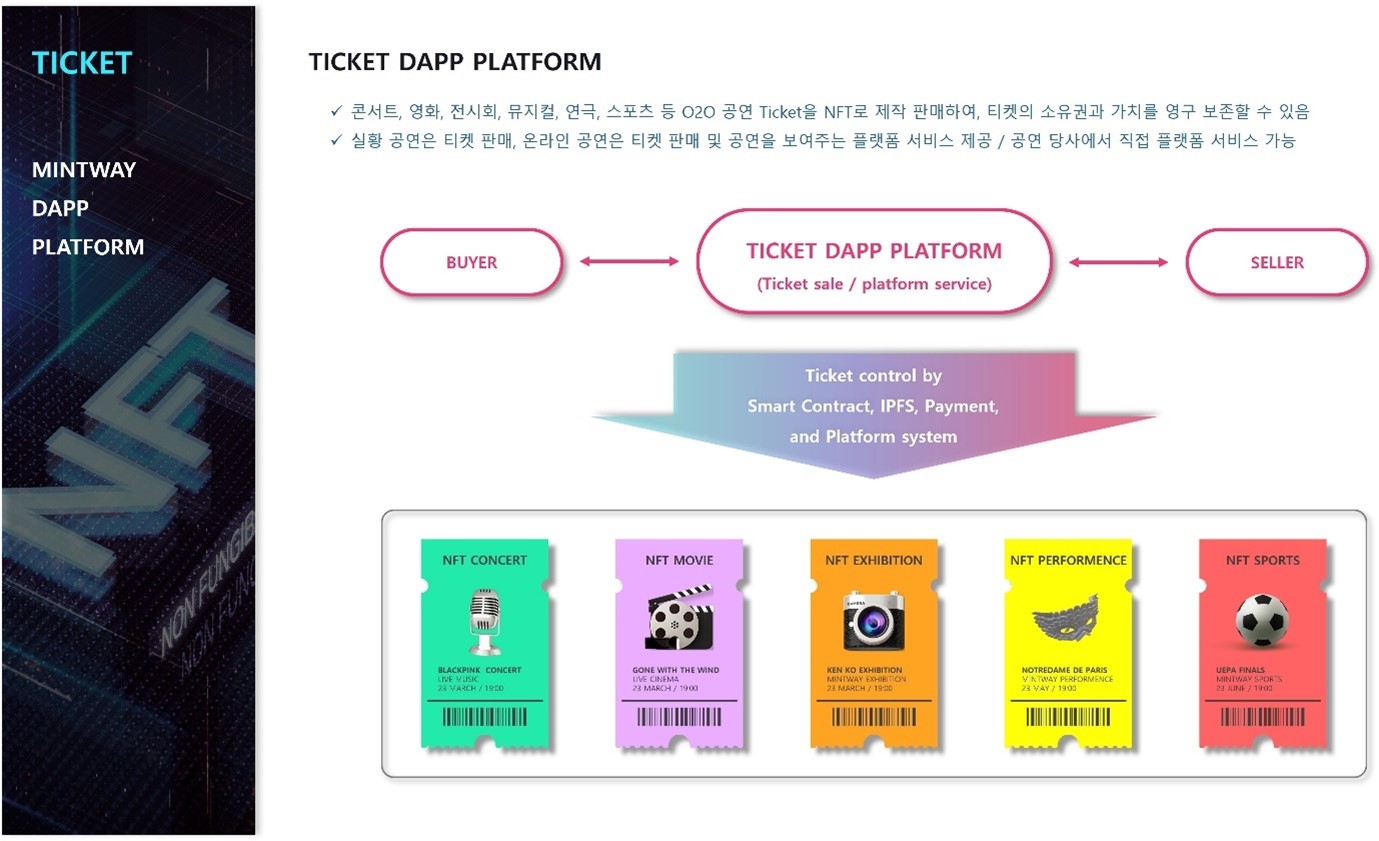 TICKET
MINTWAY
DAPP
PLATFORM
NFT
NON FUNGIB
TICKET DAPP PLATFORM
✓ 콘서트, 영화, 전시회, 뮤지컬, 연극, 스포츠 등 O2O 공연 Ticket을 NFT로 제작 판매하여, 티켓의 소유권과 가치를 영구 보존할 수 있음
✓ 실황 공연은 티켓 판매, 온라인 공연은 티켓 판매 및 공연을 보여주는 플랫폼 서비스 제공 / 공연 당사에서 직접 플랫폼 서비스 가능
BUYER
TICKET DAPP PLATFORM
(Ticket sale / platform service)
SELLER
Ticket control by
Smart Contract, IPFS, Payment,
and Platform system
NFT CONCERT
BLACKPINK CONCERT
LIVE MUSIC
23 MARCH / 19:00
NFT MOVIE
GONE WITH THE WIND
LIVE CINEMA
23 MARCH / 19:00
NFT EXHIBITION
KEN KO EXHIBITION
MINTWAY EXHIBITION
23 MARCH / 19:00
NFT PERFORMENCE
NOTREDAME DE PARIS
MINTWAY PERFORMENCE
23 MAY / 19:00
NFT SPORTS
UEPA FINALS
MINTWAY SPORTS
23 JUNE / 19:00